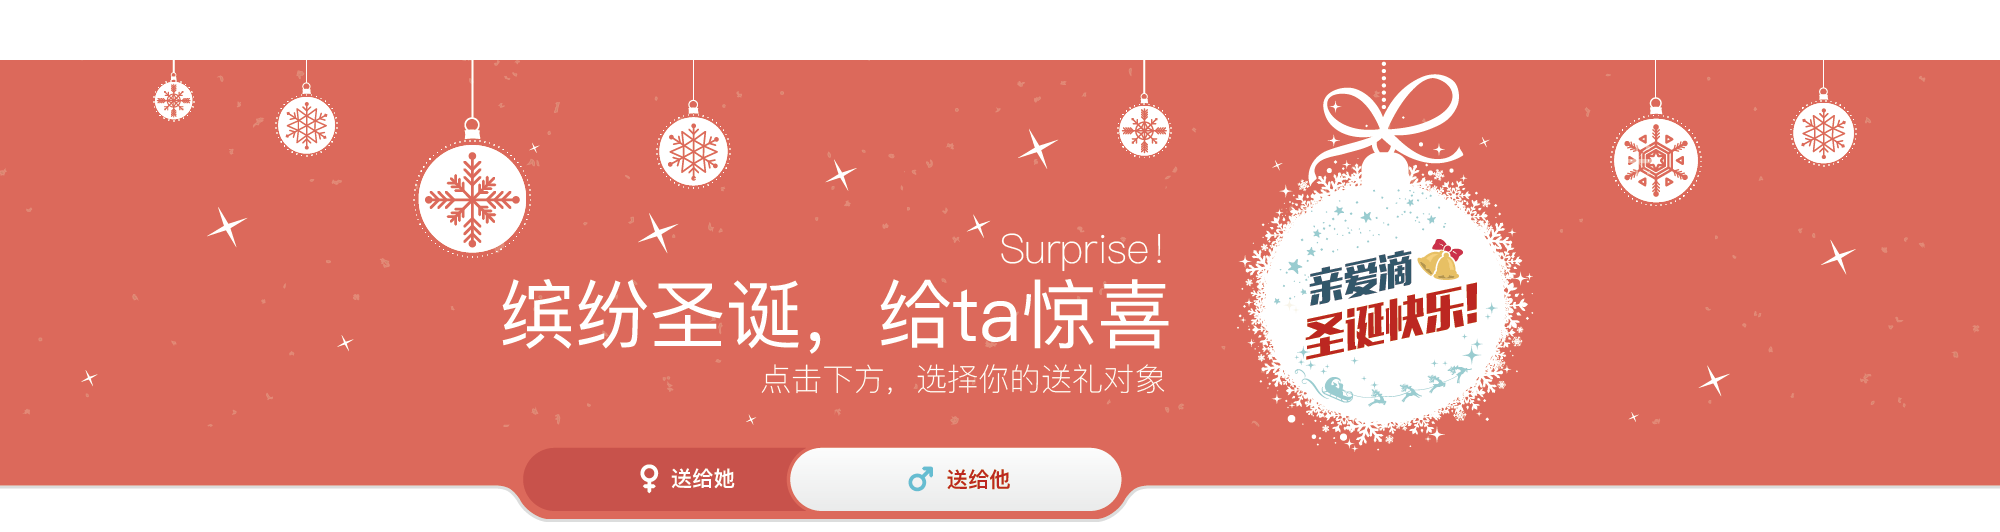 Surprise!
缤纷圣诞，给ta惊喜
点击下方，选择你的送礼对象
亲爱滴
圣诞快乐!
送给她
送给他